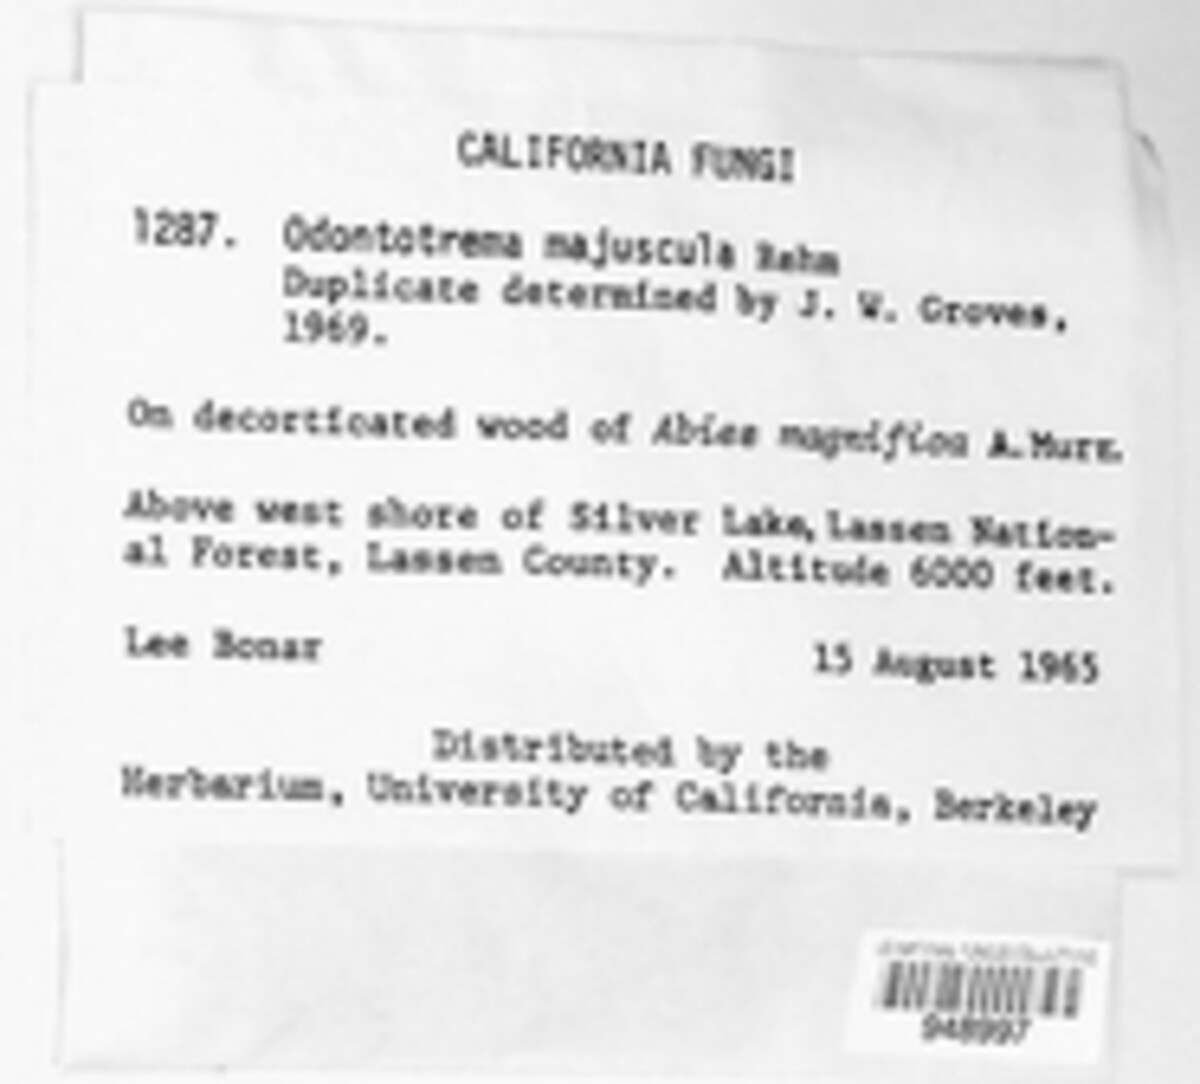 CALIFORNIA FUNGI
1287. Odontotrema majuscula Rehm
Duplicate determined by J. W. Groves,
1969.
On decorticated wood of Abies magnifica A.Murr.
Above west shore of Silver Lake, Lassen Nation-
al Forest, Lassen County. Altitude 6000 feet.
Lee Bonar
15 August 1965
Distributed by the
Herbarium, University of California, Berkeley
948997